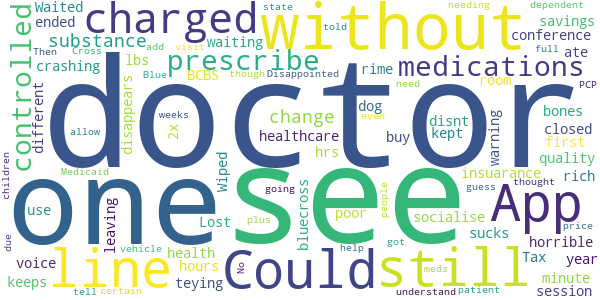 Waited
ended
charged
without
state
told
needing
dependent
savings
conference
substance
waiting
add
visit
ate
full
crashing
Then
Cross
prescribe
rime
medications
PCP
controlled
different
lbs
Blue
BCBS
though
Disappointed
room
need
doctor
disappears
allow
weeks
2x
healthcare
change
dog
even
disnt
kept
buy
warning
bones
closed
first
hrs
quality
children
one
see
use
leaving
Wiped
going
poor
people
insuarance
guess
thought
rich
App
Medicaid
Lost
bluecross
plus
socialise
price
due
voice
line
health
vehicle
hours
Could
No
help
got
still
sucks
horrible
Tax
year
keeps
teying
meds
minute
tell
certain
understand
patient
session